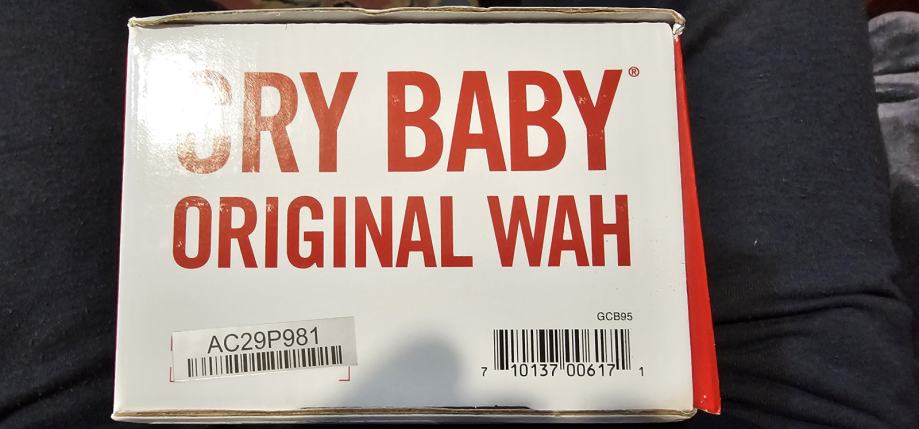 CRY BABY®
ORIGINAL WAH
GCB95
AC29P981
7 10137 00617 1